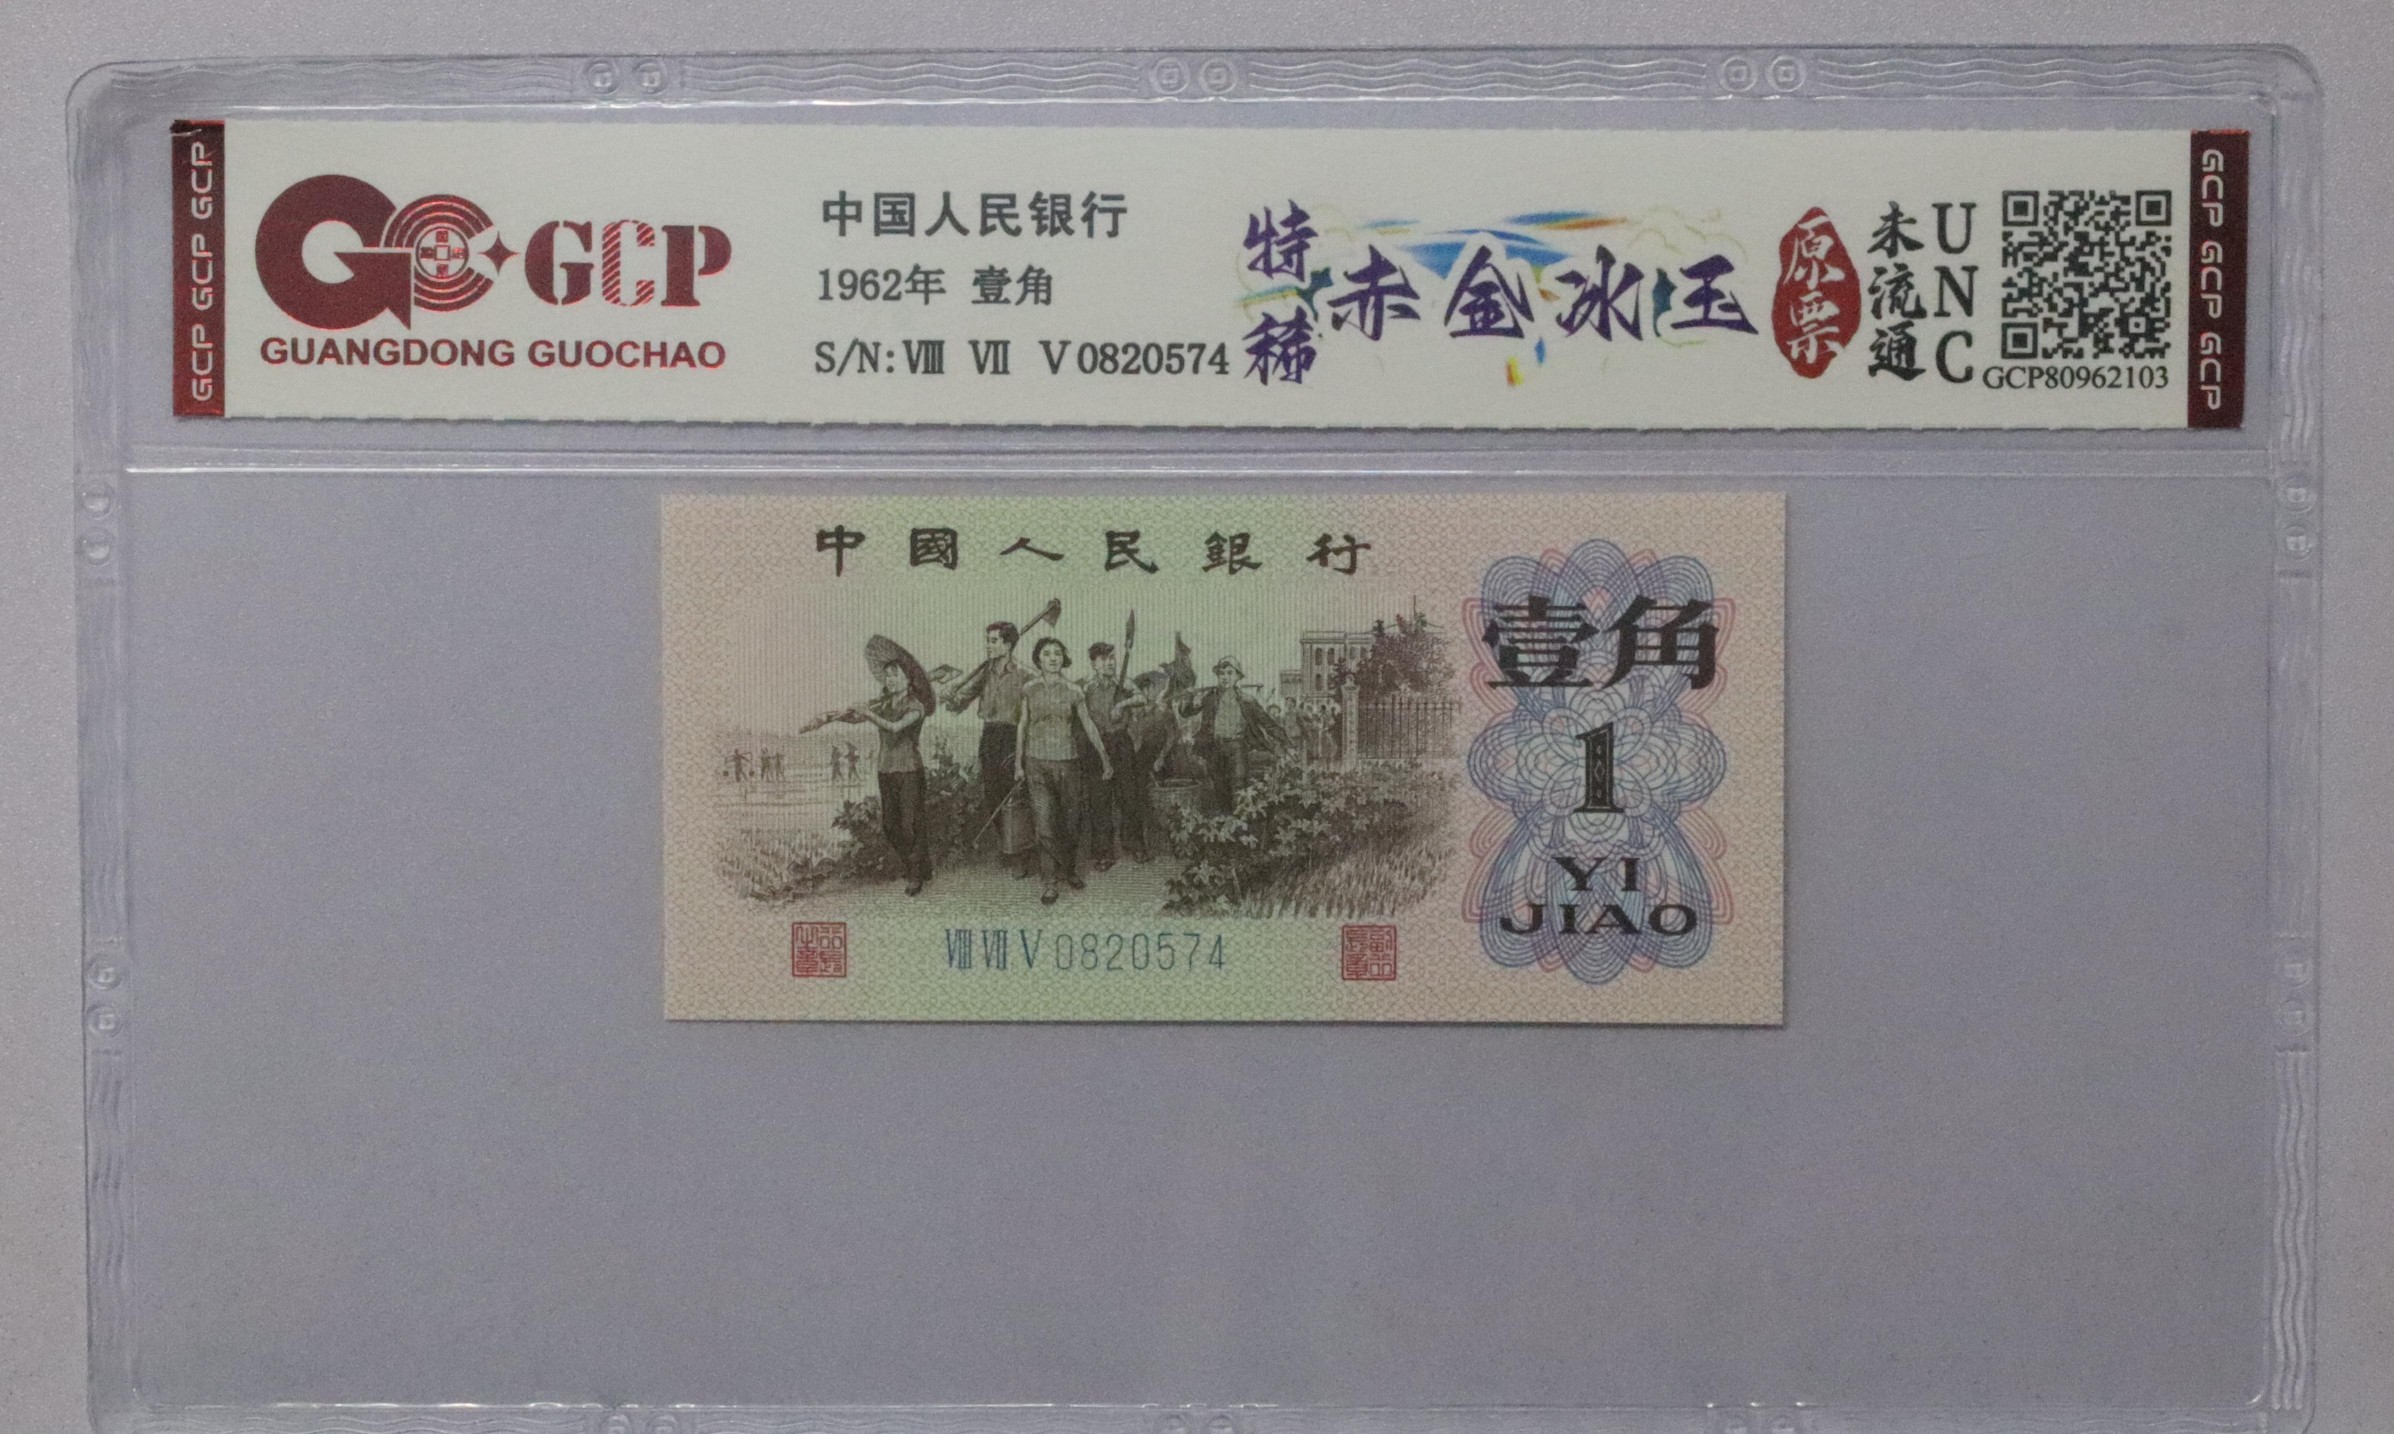 GCP GCP GCP
GCP
GUANGDONG GUOCHAO
中国人民银行
1962年 壹角
S/N:Ⅷ Ⅶ Ⅴ0820574
特稀
赤金冰玉
原票
未流通
UNC
GCP80962103
GCP GCP GCP
中國人民銀行
壹角
1
YI
JIAO
Ⅷ Ⅶ Ⅴ 0820574